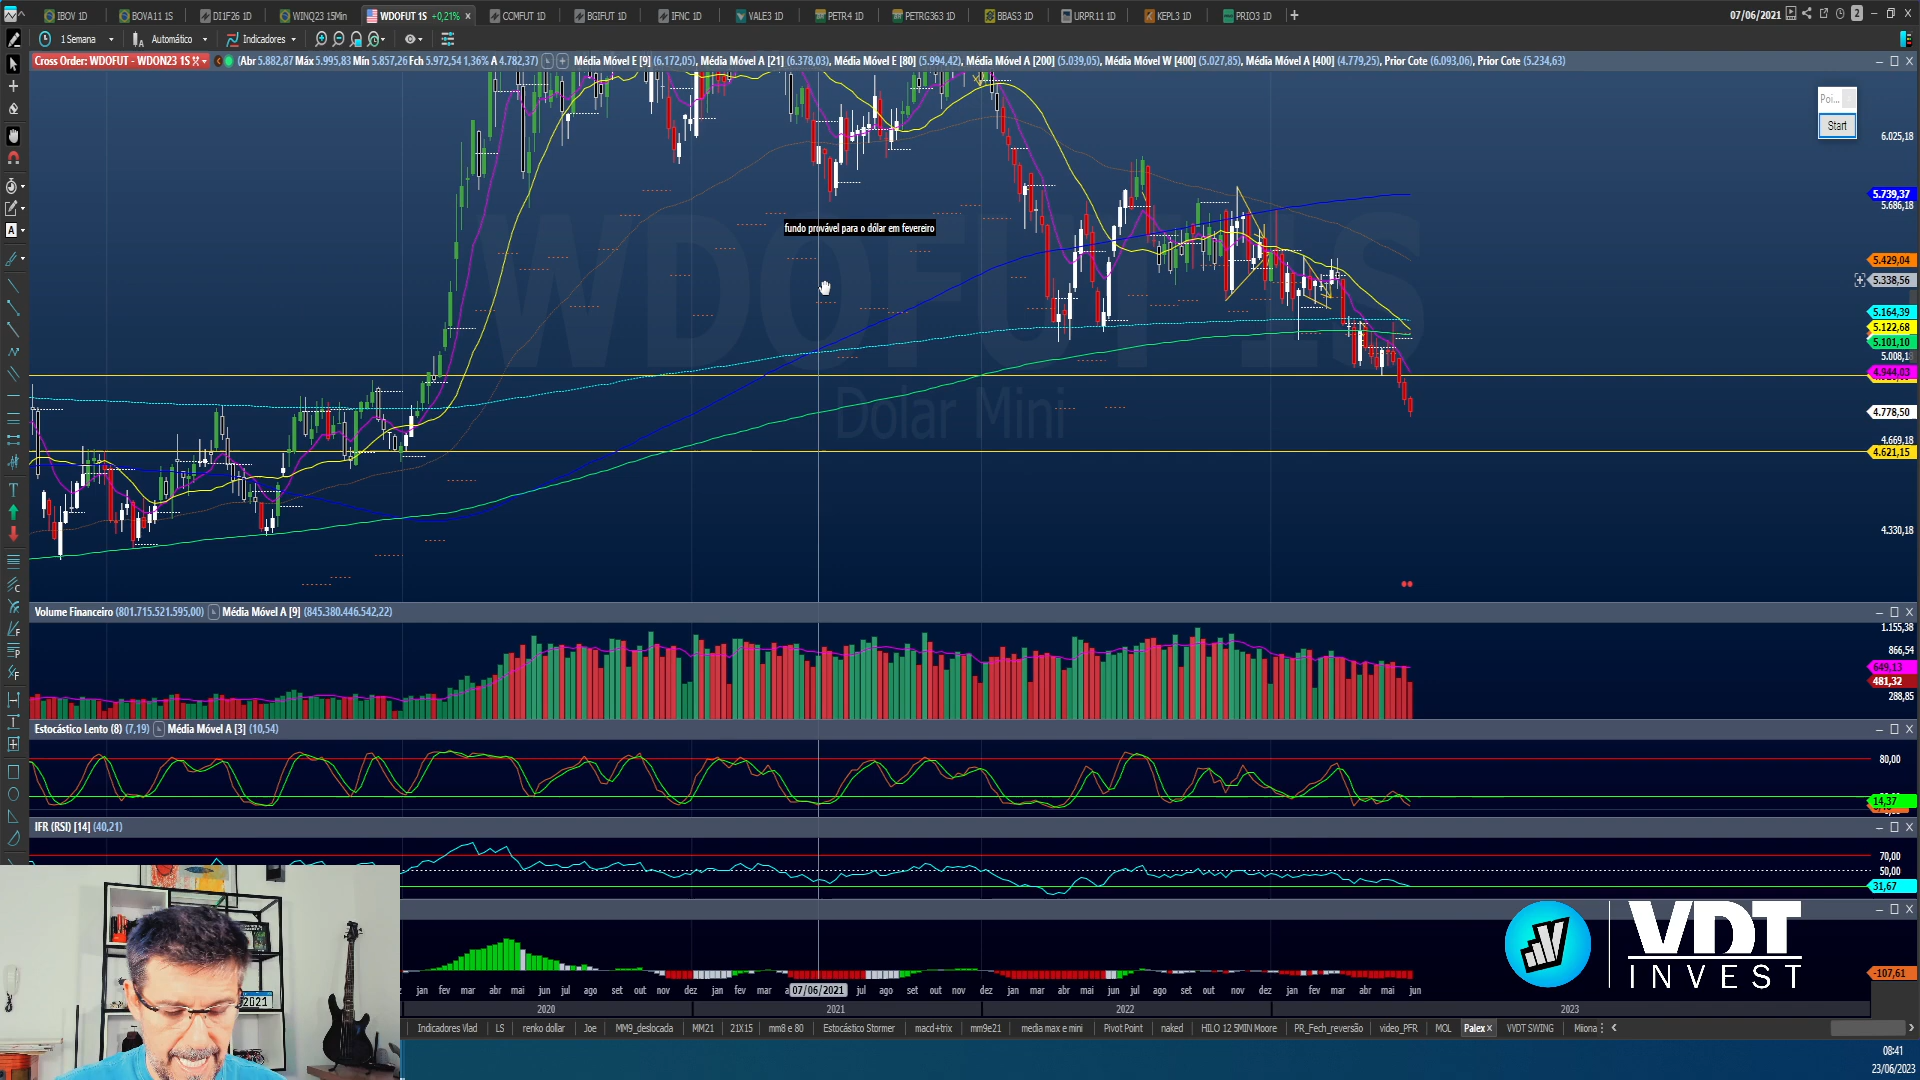 IBOV 1D
BOVA11 1S
DI1F26 1D
WINQ23 15Min
WDOFUT 1S +0,21% x
CCMFUT 1D
BGIFUT 1D
IFNC 1D
VALE3 1D
PETR4 1D
PETRG363 1D
BBAS3 1D
URPR11 1D
KEPL3 1D
PRIO3 1D
07/06/2021
2
1 Semana
Automático
Indicadores
Cross Order: WDOFUT - WDON23 1S
(Abr 5.882,87 Máx 5.995,83 Mín 5.857,26 Fch 5.972,54 1,36% A 4.782,37)
Média Móvel E [9] (6.172,05), Média Móvel A [21] (6.378,03), Média Móvel E [80] (5.994,42), Média Móvel A [200] (5.039,05), Média Móvel W [400] (5.027,85), Média Móvel A [400] (4.779,25), Prior Cote (6.093,06), Prior Cote (5.234,63)
Poi...
Start
6.025,18
5.739,37
5.686,18
fundo provável para o dólar em fevereiro
WDOFUT 1S
Dolar Mini
5.429,04
5.338,56
5.164,39
5.122,68
5.101,10
5.008,18
4.944,03
4.778,50
4.669,18
4.621,15
4.330,18
Volume Financeiro (801.715.521.595,00) Média Móvel A [9] (845.380.446.542,22)
1.155,38
866,54
649,13
481,32
288,85
Estocástico Lento (8) (7,19) Média Móvel A [3] (10,54)
80,00
14,37
IFR (RSI) [14] (40,21)
70,00
50,00
31,67
VDT
INVEST
-107,61
jan fev mar abr mai jun jul ago set out nov dez jan fev mar 07/06/2021 jul ago set out nov dez jan mar abr mai jun jul ago set out nov dez jan fev mar abr mai jun
2020 2021 2022 2023
Indicadores Vlad LS renko dollar Joe MM9_deslocada MM21 21X15 mm8 e 80 Estocástico Stormer macd+trix mm9e21 media max e mini Pivot Point naked HILO 12 5MIN Moore PR_Fech_reversão video_PFR MOL Palex x VVDT SWING Miiona
2021
08:41
23/06/2023